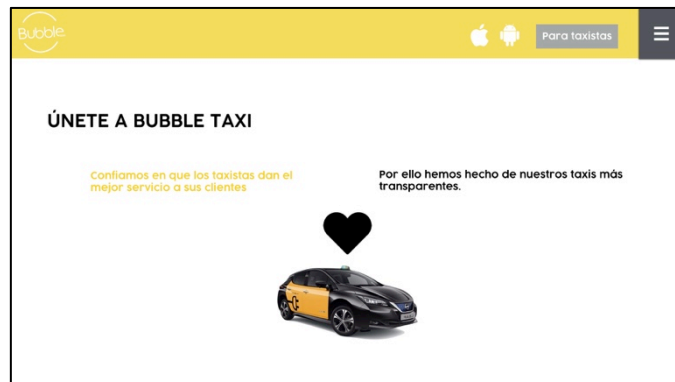 Bubble
Para taxistas
ÚNETE A BUBBLE TAXI
Confiamos en que los taxistas dan el
mejor servicio a sus clientes
Por ello hemos hecho de nuestros taxis más
transparentes.